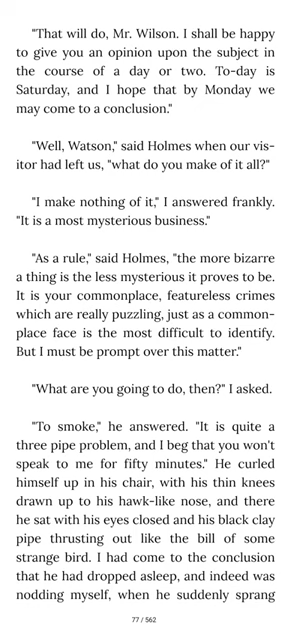 "That will do, Mr. Wilson. I shall be happy
to give you an opinion upon the subject in
the course of a day or two. To-day is
Saturday, and I hope that by Monday we
may come to a conclusion."
"Well, Watson," said Holmes when our vis-
itor had left us, "what do you make of it all?"
"I make nothing of it," I answered frankly.
"It is a most mysterious business."
"As a rule," said Holmes, "the more bizarre
a thing is the less mysterious it proves to be.
It is your commonplace, featureless crimes
which are really puzzling, just as a common-
place face is the most difficult to identify.
But I must be prompt over this matter."
"What are you going to do, then?" I asked.
"To smoke," he answered. "It is quite a
three pipe problem, and I beg that you won't
speak to me for fifty minutes." He curled
himself up in his chair, with his thin knees
drawn up to his hawk-like nose, and there
he sat with his eyes closed and his black clay
pipe thrusting out like the bill of some
strange bird. I had come to the conclusion
that he had dropped asleep, and indeed was
nodding myself, when he suddenly sprang
77 / 562